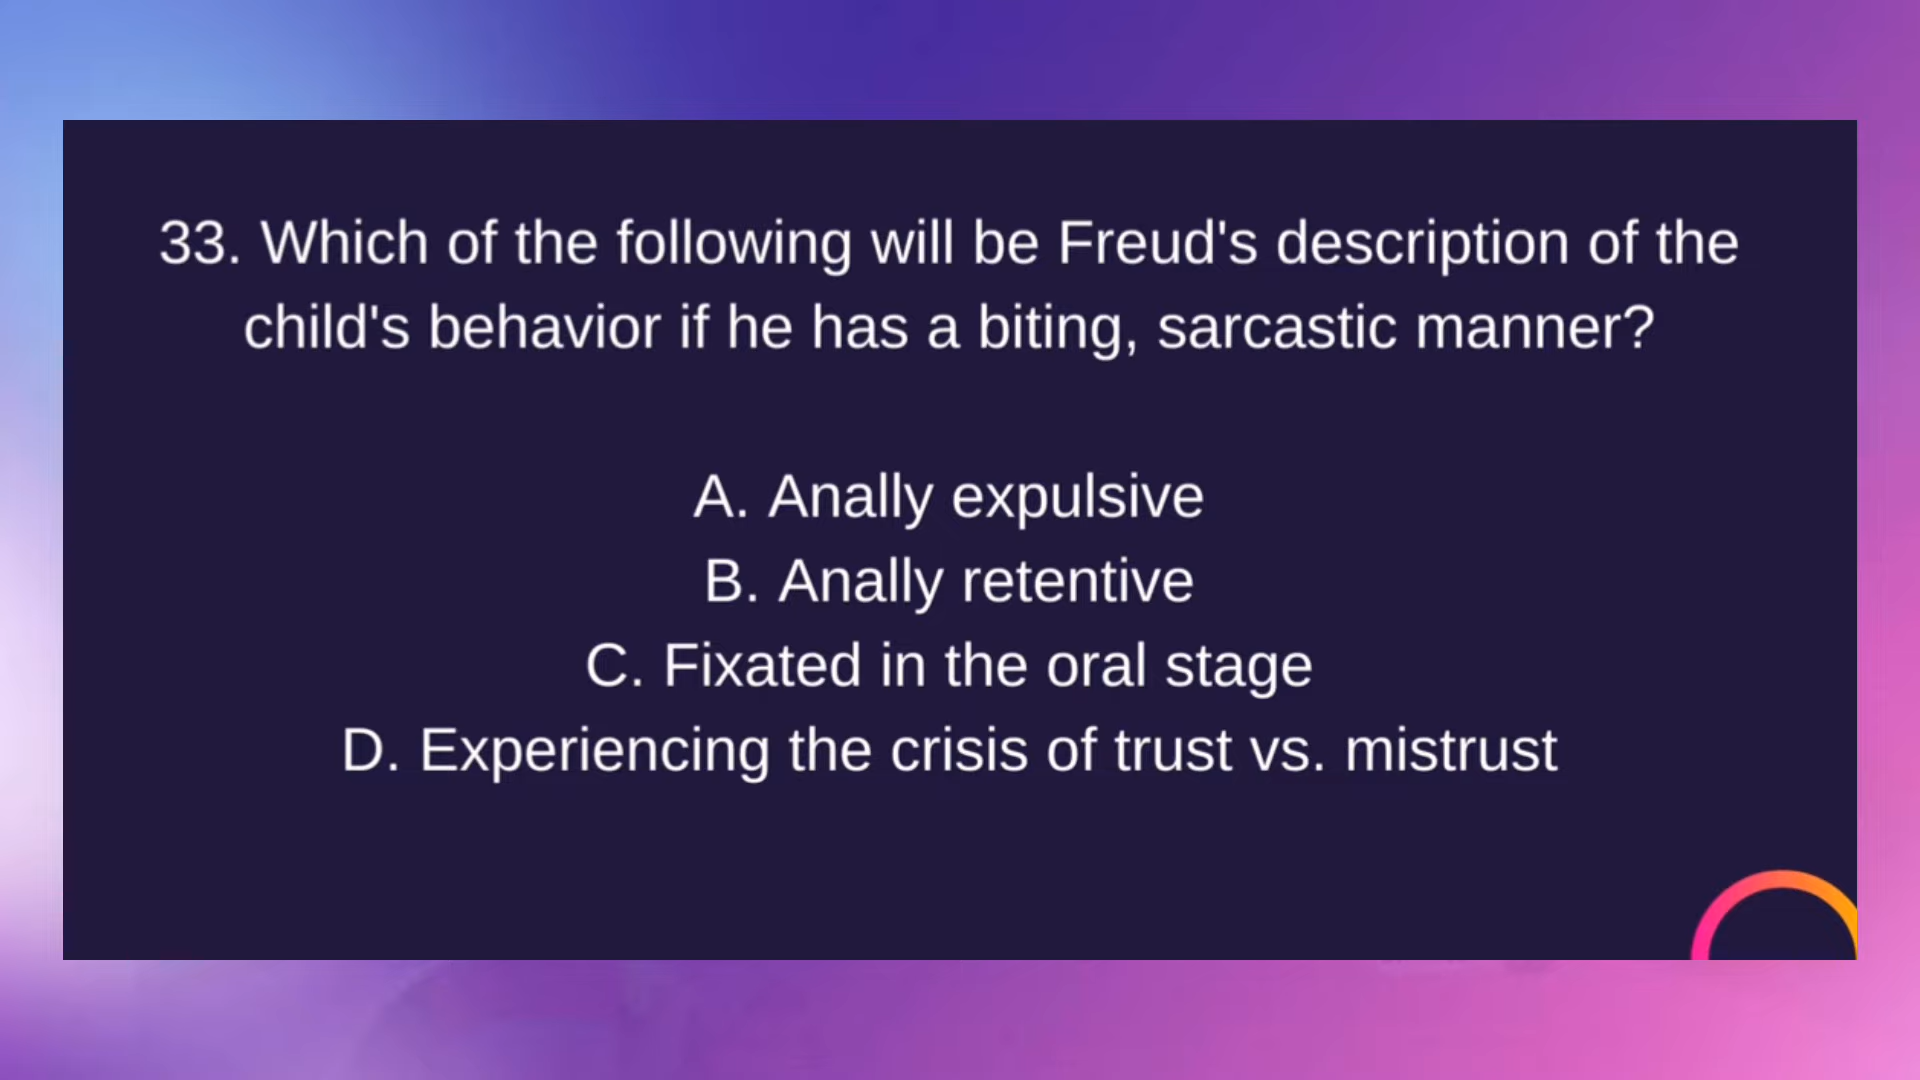 33. Which of the following will be Freud's description of the
child's behavior if he has a biting, sarcastic manner?
A. Anally expulsive
B. Anally retentive
C. Fixated in the oral stage
D. Experiencing the crisis of trust vs. mistrust